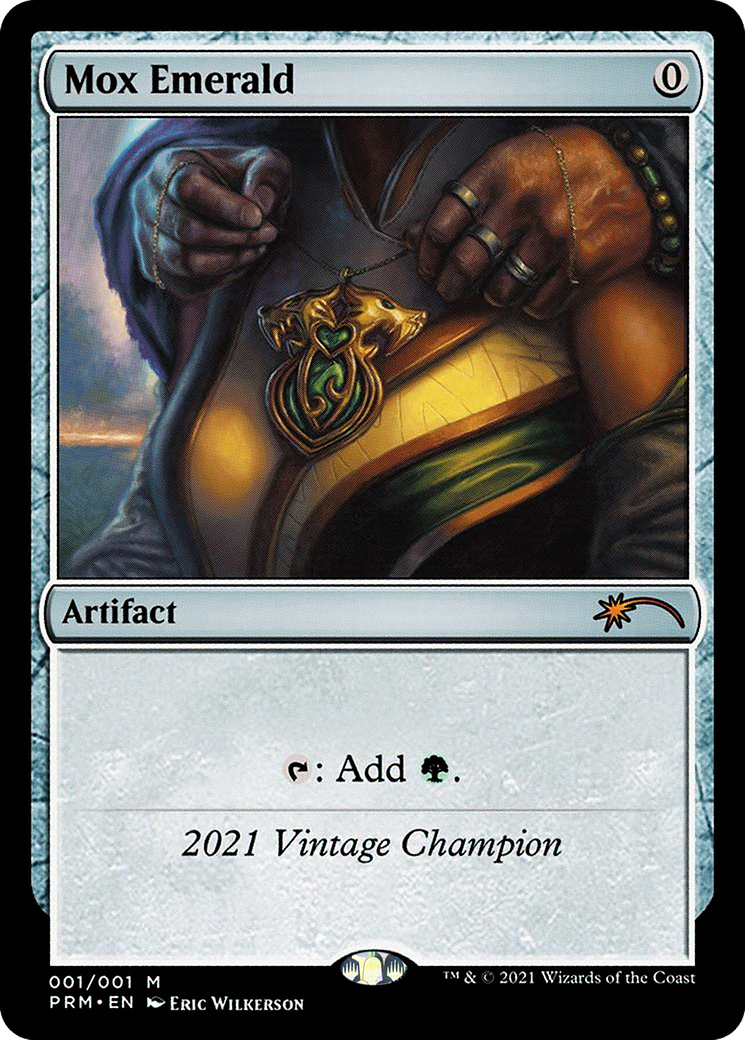 Mox Emerald 0
Artifact
: Add .
2021 Vintage Champion
001/001 M
PRM • EN Eric Wilkerson
™ & © 2021 Wizards of the Coast